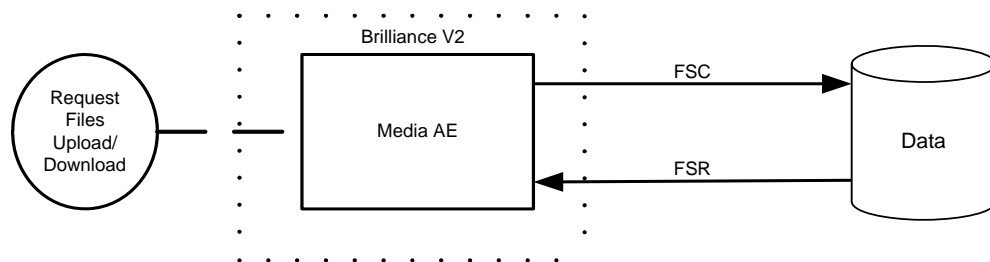 Brilliance V2
Request
Files
Upload/
Download
Media AE
FSC
FSR
Data